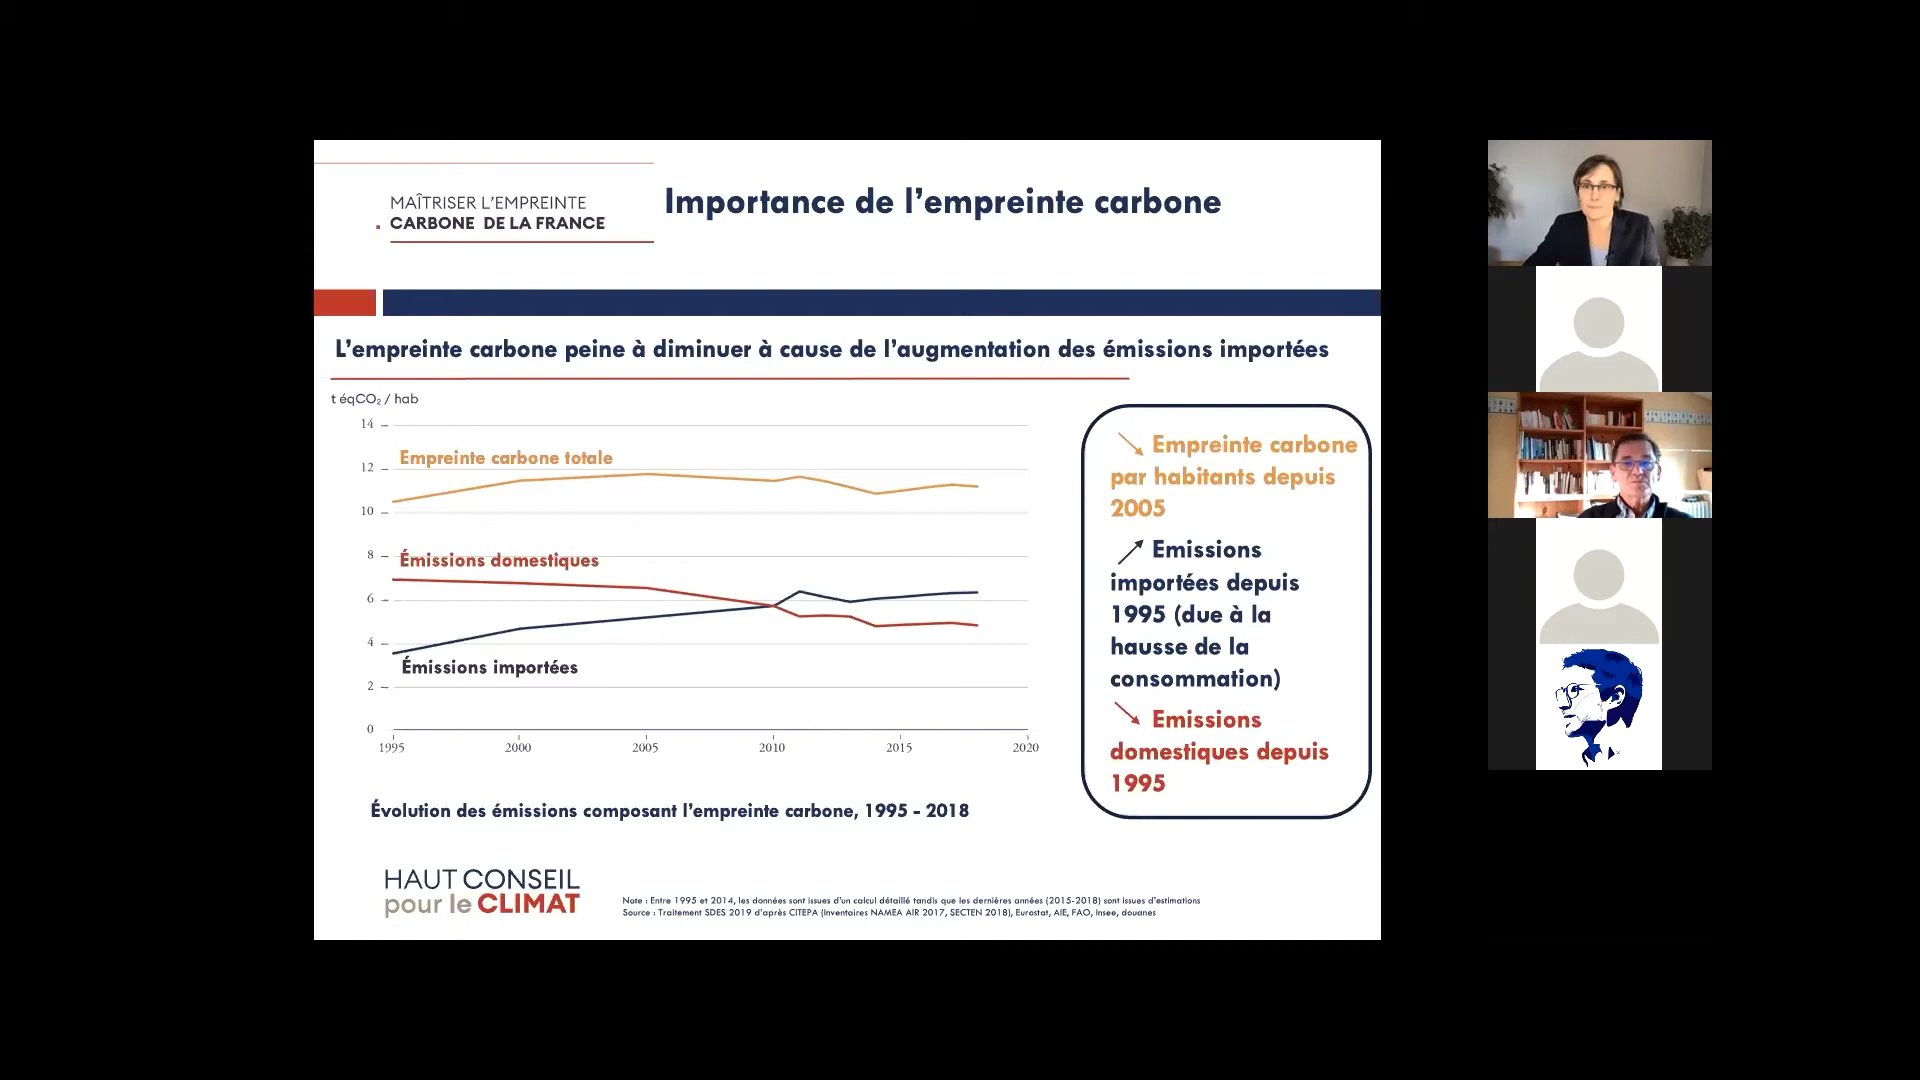 MAÎTRISER L'EMPREINTE
CARBONE DE LA FRANCE
Importance de l'empreinte carbone
L'empreinte carbone peine à diminuer à cause de l'augmentation des émissions importées
t éqCO₂ / hab
14
12
10
8
6
4
2
0
Empreinte carbone totale
Émissions domestiques
Émissions importées
1995 2000 2005 2010 2015 2020
Évolution des émissions composant l'empreinte carbone, 1995 - 2018
Empreinte carbone
par habitants depuis
2005
Emissions
importées depuis
1995 (due à la
hausse de la
consommation)
Emissions
domestiques depuis
1995
HAUT CONSEIL
pour le CLIMAT
Note : Entre 1995 et 2014, les données sont issues d'un calcul détaillé tandis que les dernières années (2015-2018) sont issues d'estimations
Source : Traitement SDES 2019 d'après CITEPA (Inventaires NAMEA AIR 2017, SECTEN 2018), Eurostat, AIE, FAO, Insee, douanes